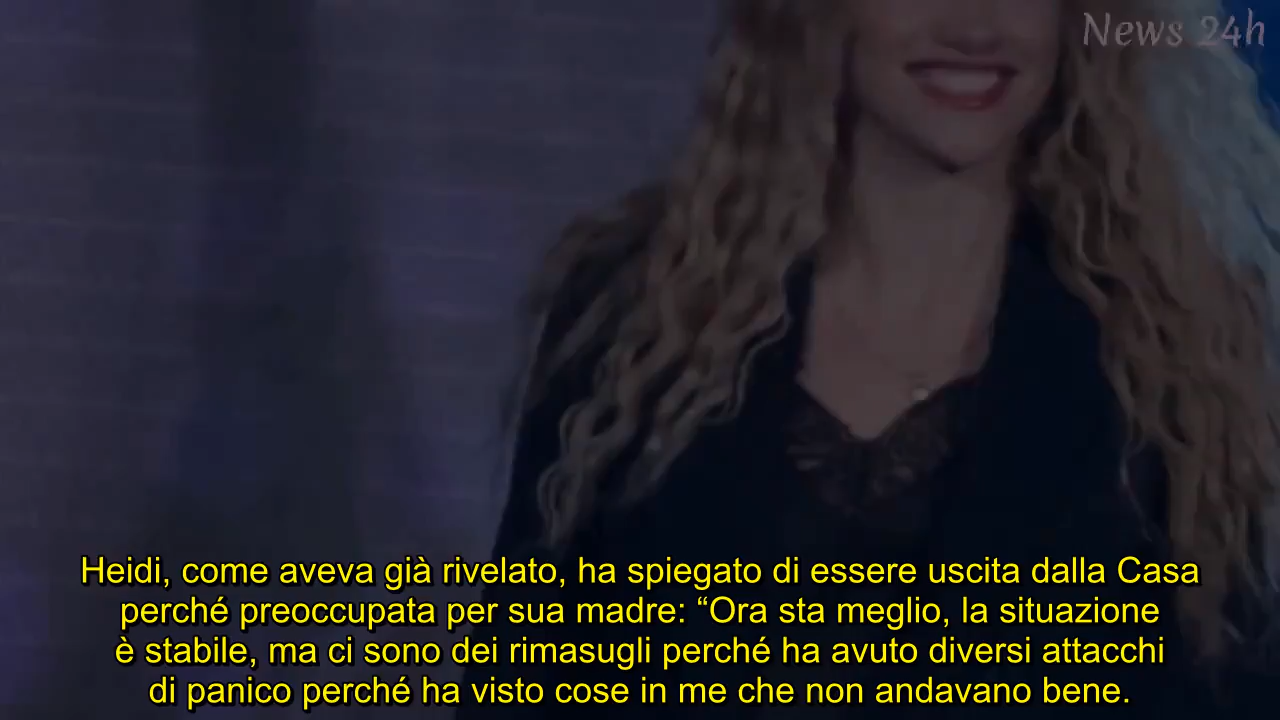 News 24h
Heidi, come aveva già rivelato, ha spiegato di essere uscita dalla Casa
perché preoccupata per sua madre: “Ora sta meglio, la situazione
è stabile, ma ci sono dei rimasugli perché ha avuto diversi attacchi
di panico perché ha visto cose in me che non andavano bene.